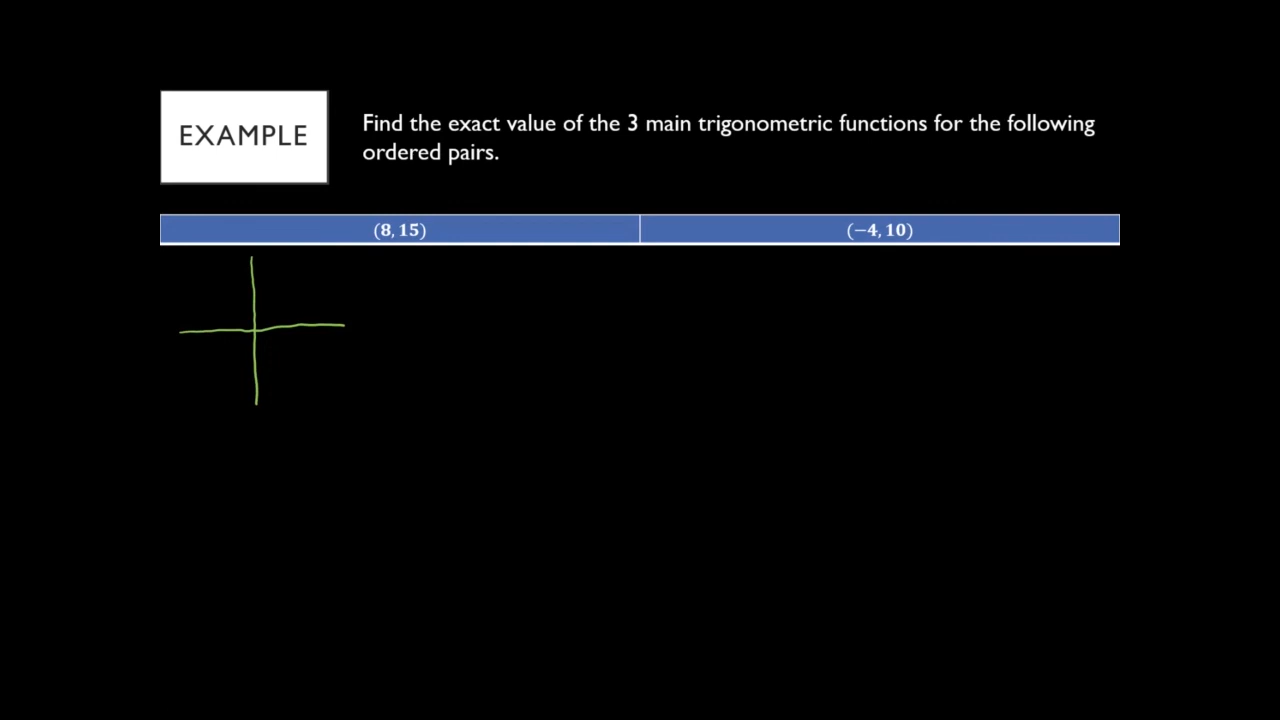 EXAMPLE
Find the exact value of the 3 main trigonometric functions for the following
ordered pairs.
(8, 15)
(−4, 10)